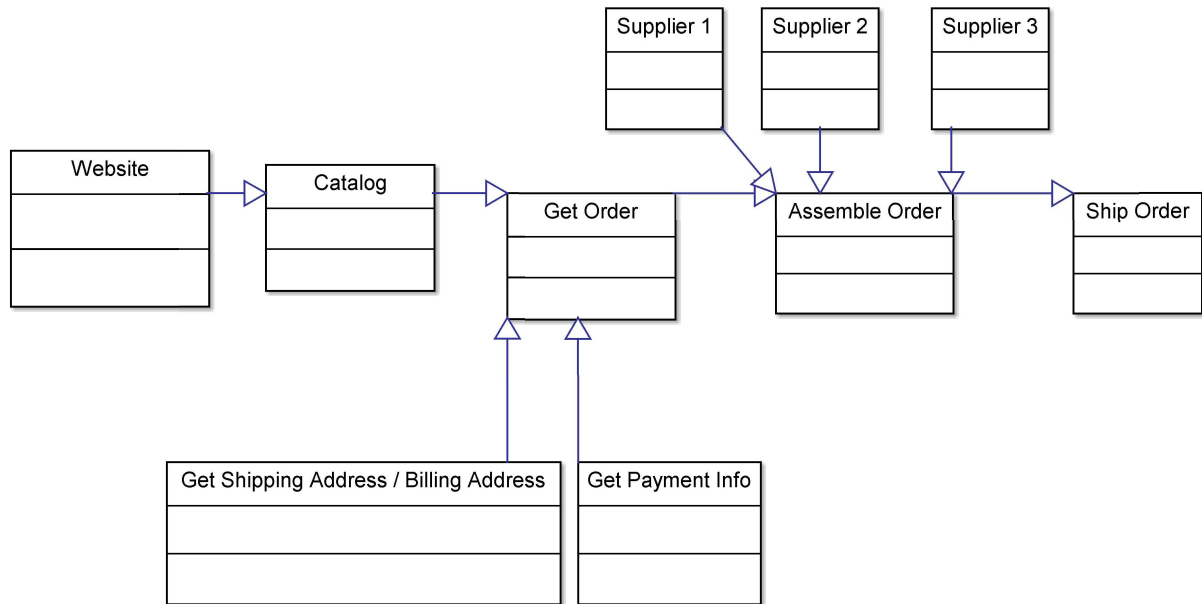 Supplier 1
Supplier 2
Supplier 3
Website
Catalog
Get Order
Assemble Order
Ship Order
Get Shipping Address / Billing Address
Get Payment Info